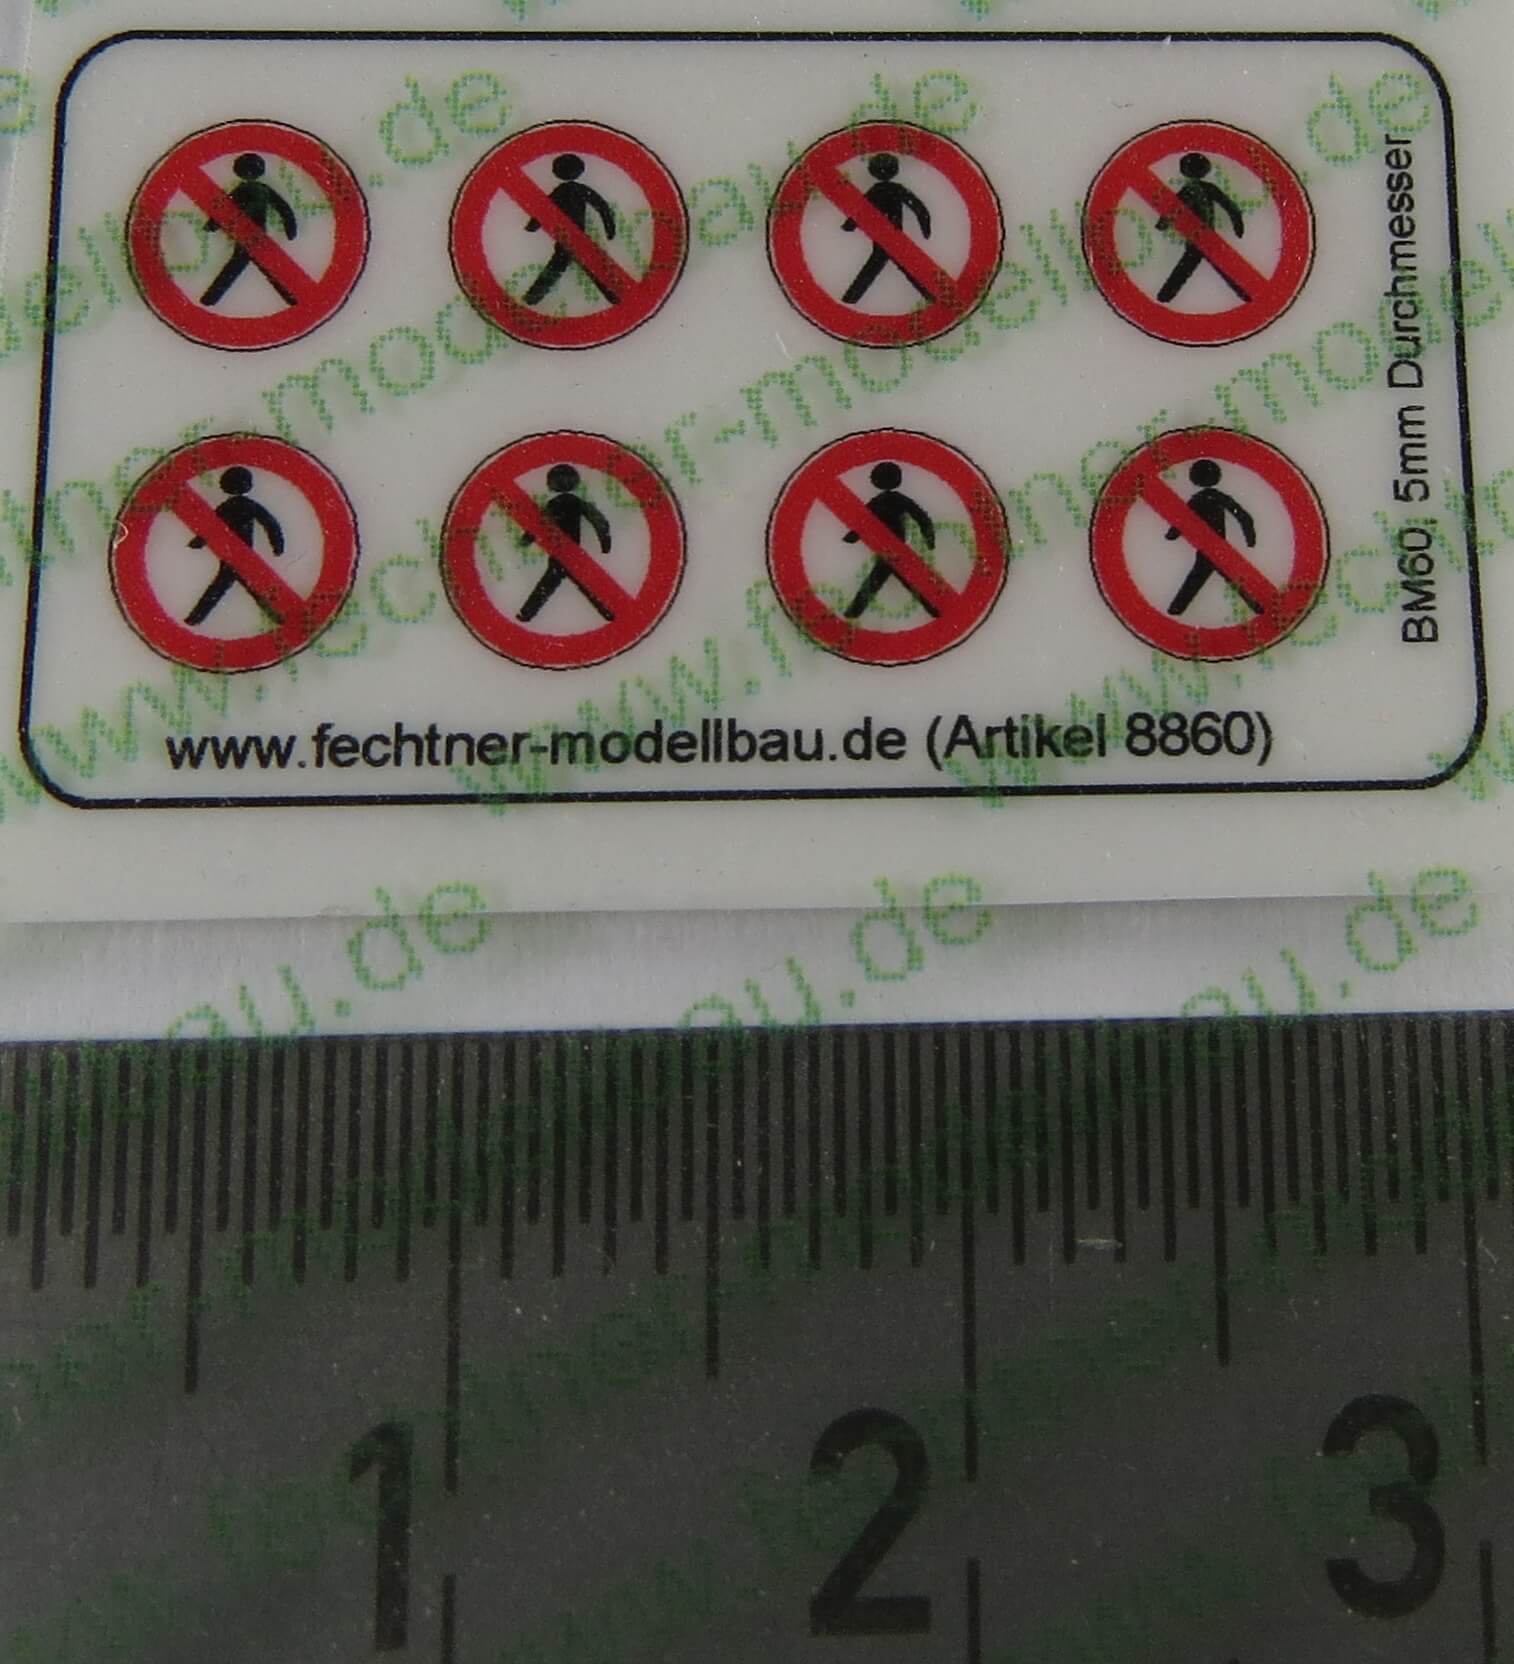 BM60, 5mm Durchmesser
www.fechtner-modellbau.de (Artikel 8860)
1 2 3